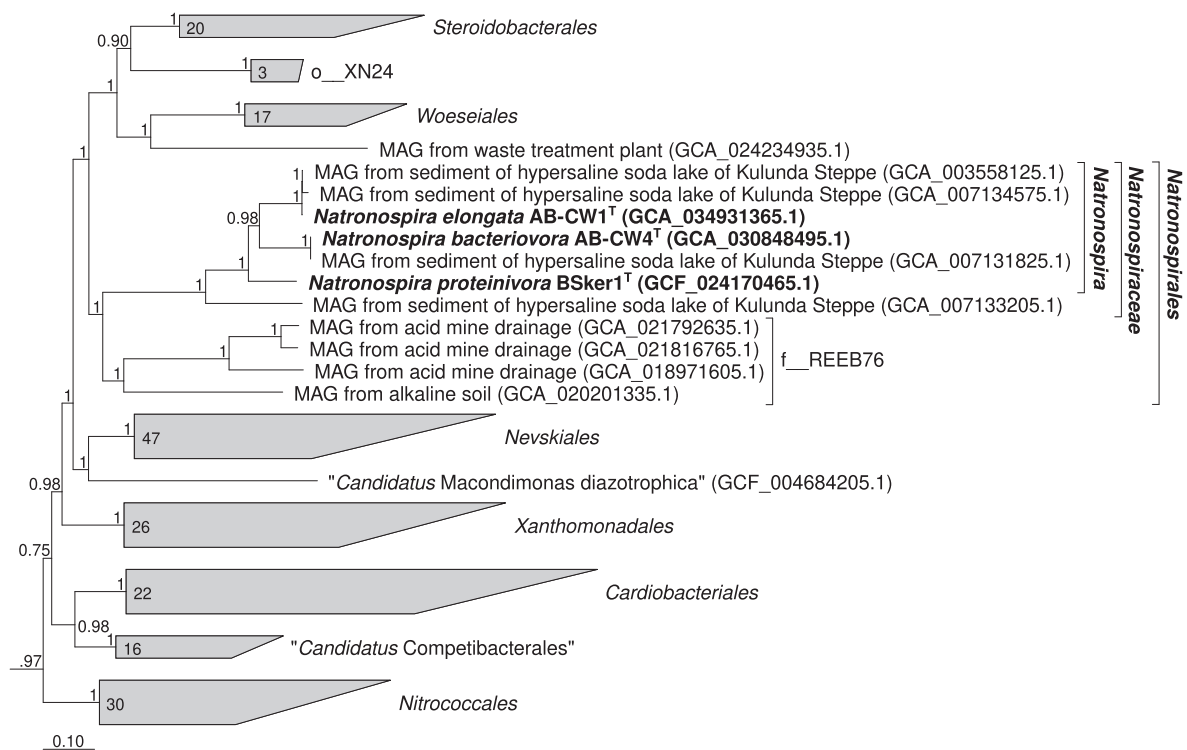 1
20
Steroidobacterales
0.90
1
3
o__XN24
1
1
17
Woeseiales
1
MAG from waste treatment plant (GCA_024234935.1)
1
1
MAG from sediment of hypersaline soda lake of Kulunda Steppe (GCA_003558125.1)
1
MAG from sediment of hypersaline soda lake of Kulunda Steppe (GCA_007134575.1)
0.98
Natronospira elongata AB-CW1T (GCA_034931365.1)
1
Natronospira bacteriovora AB-CW4T (GCA_030848495.1)
MAG from sediment of hypersaline soda lake of Kulunda Steppe (GCA_007131825.1)
1
Natronospira proteinivora BSker1T (GCF_024170465.1)
1
MAG from sediment of hypersaline soda lake of Kulunda Steppe (GCA_007133205.1)
Natronospira
Natronospiraceae
Natronospirales
1
1
MAG from acid mine drainage (GCA_021792635.1)
MAG from acid mine drainage (GCA_021816765.1)
1
MAG from acid mine drainage (GCA_018971605.1)
f__REEB76
1
MAG from alkaline soil (GCA_020201335.1)
1
1
47
Nevskiales
1
"Candidatus Macondimonas diazotrophica" (GCF_004684205.1)
0.98
1
26
Xanthomonadales
0.75
1
22
Cardiobacteriales
0.98
1
16
"Candidatus Competibacterales"
.97
1
30
Nitrococcales
0.10